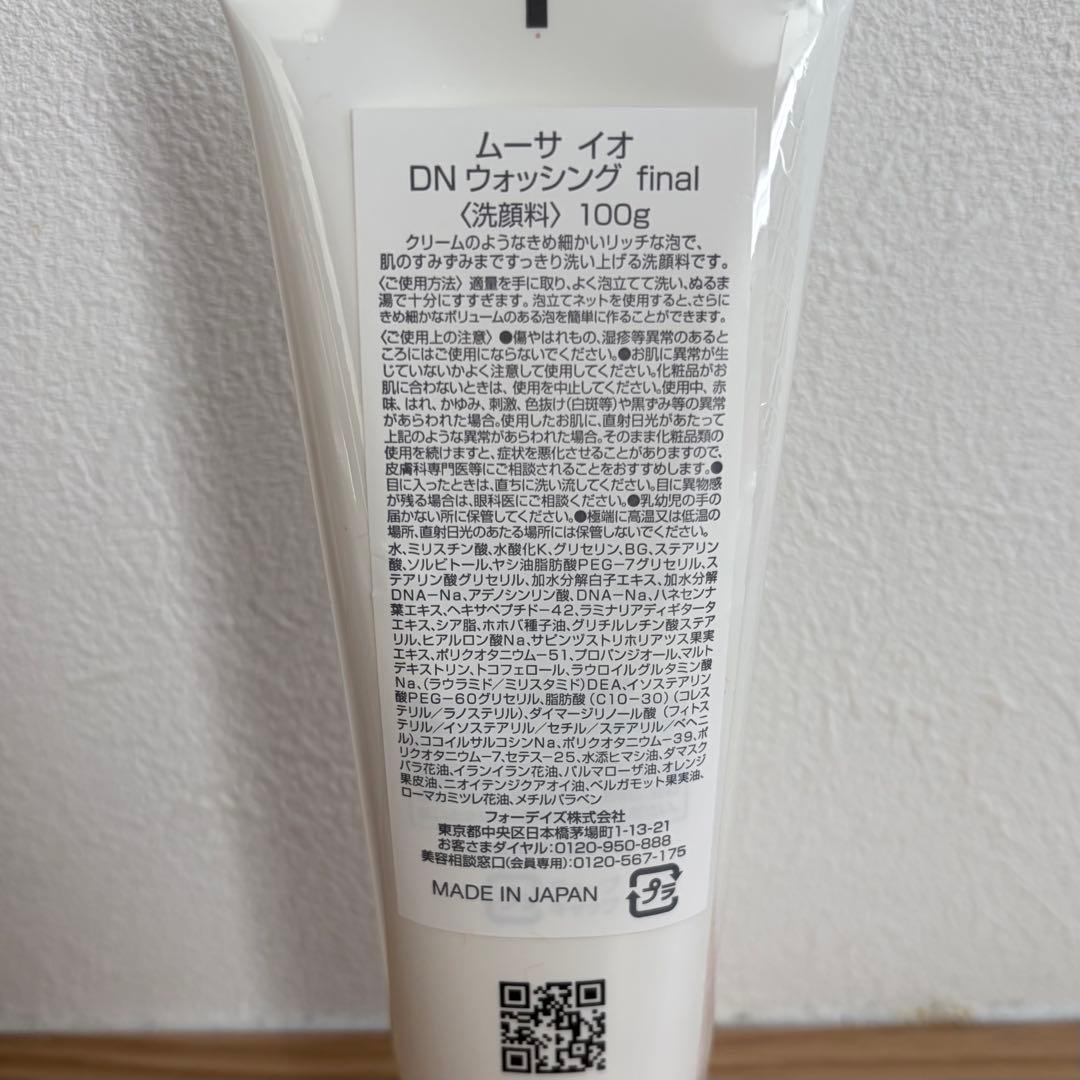 ムーサ イオ
DN ウォッシング final
〈洗顔料〉 100g
クリームのようなきめ細かいリッチな泡で、
肌のすみずみまですっきり洗い上げる洗顔料です。
〈ご使用方法〉適量を手に取り、よく泡立てて洗い、ぬるま
湯で十分にすすぎます。泡立てネットを使用すると、さらに
きめ細かなボリュームのある泡を簡単に作ることができます。
〈ご使用上の注意〉●傷やはれもの、湿疹等異常のあると
ころにはご使用にならないでください。●お肌に異常が生
じていないかよく注意して使用してください。化粧品がお
肌に合わないときは、使用を中止してください。使用中、赤
味、はれ、かゆみ、刺激、色抜け(白斑等)や黒ずみ等の異常
があらわれた場合。使用したお肌に、直射日光があたって
上記のような異常があらわれた場合。そのまま化粧品類の
使用を続けますと、症状を悪化させることがありますので、
皮膚科専門医等にご相談されることをおすすめします。●
目に入ったときは、直ちに洗い流してください。目に異物感
が残る場合は、眼科医にご相談ください。●乳幼児の手の
届かない所に保管してください。●極端に高温又は低温の
場所、直射日光のあたる場所には保管しないでください。
水、ミリスチン酸、水酸化K、グリセリン、BG、ステアリン
酸、ソルビトール、ヤシ油脂肪酸PEG-7グリセリル、ス
テアリン酸グリセリル、加水分解白子エキス、加水分解
DNA-Na、アデノシンリン酸、DNA-Na、ハネセンナ
葉エキス、ヘキサペプチド-42、ラミナリアディギタータ
エキス、シア脂、ホホバ種子油、グリチルレチン酸ステア
リル、ヒアルロン酸Na、サピンヅストリホリアツス果実
エキス、ポリクオタニウム-51、プロパンジオール、マルト
デキストリン、トコフェロール、ラウロイルグルタミン酸
Na、(ラウラミド/ミリスタミド)DEA、イソステアリン
酸PEG-60グリセリル、脂肪酸(C10-30)(コレス
テリル/ラノステリル)、ダイマージリノール酸(フィトス
テリル/イソステアリル/セチル/ステアリル/ベヘニ
ル)、ココイルサルコシンNa、ポリクオタニウム-39、ポ
リクオタニウム-7、セテス-25、水添ヒマシ油、ダマスク
バラ花油、イランイラン花油、パルマローザ油、オレンジ
果皮油、ニオイテンジクアオイ油、ベルガモット果実油、
ローマカミツレ花油、メチルパラベン
フォーデイズ株式会社
東京都中央区日本橋茅場町1-13-21
お客さまダイヤル:0120-950-888
美容相談窓口(会員専用):0120-567-175
MADE IN JAPAN プラ